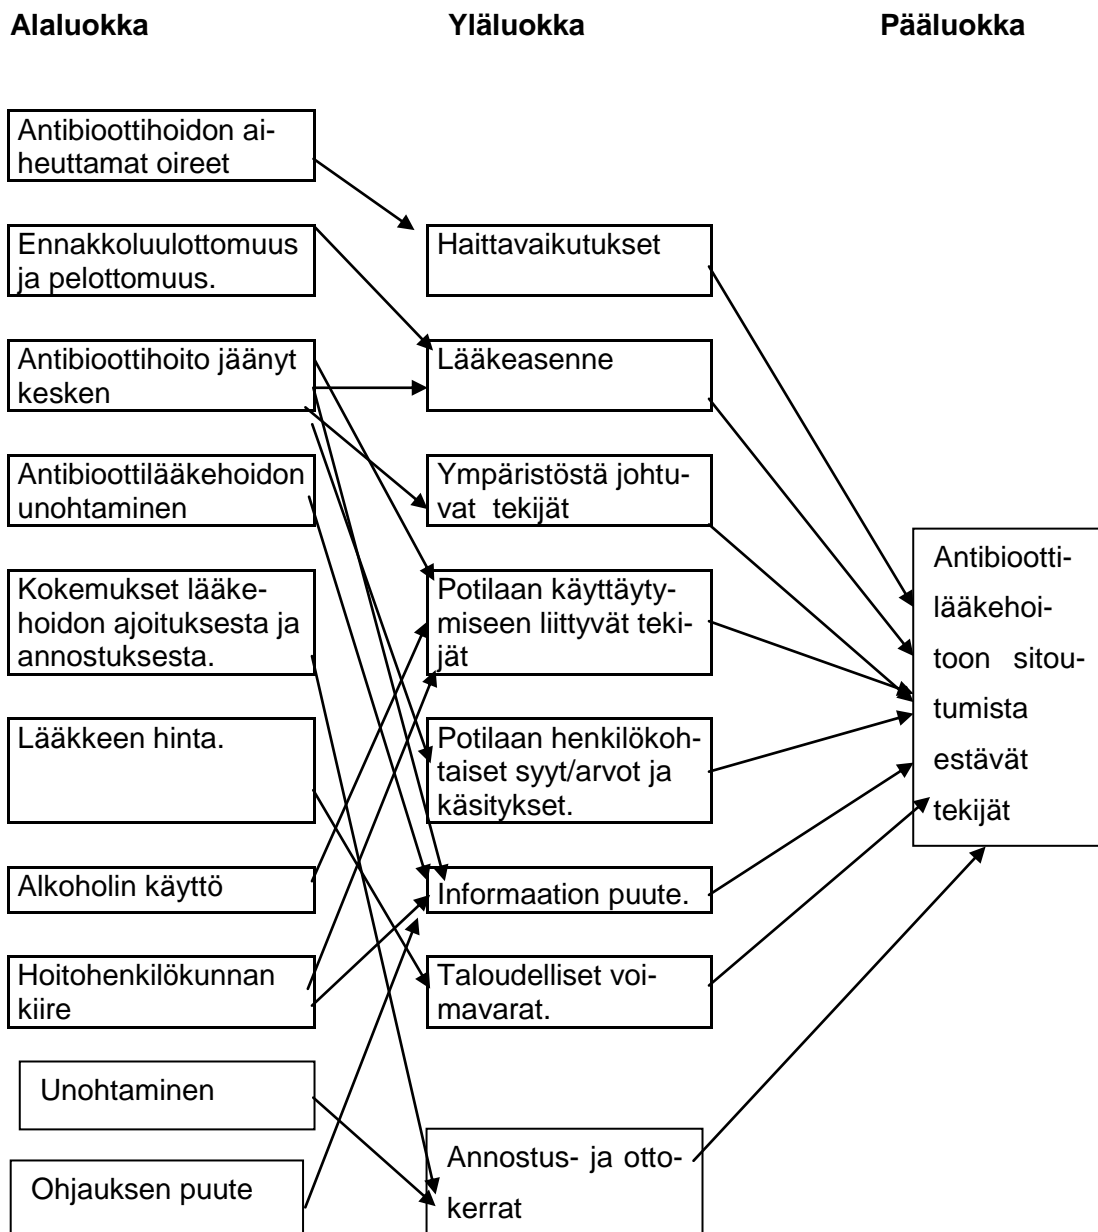 Alaluokka Yläluokka Pääluokka
Antibioottihoidon ai-
heuttamat oireet
Ennakkoluulottomuus
ja pelottomuus.
Antibioottihoito jäänyt
kesken
Antibioottilääkehoidon
unohtaminen
Kokemukset lääke-
hoidon ajoituksesta ja
annostuksesta.
Lääkkeen hinta.
Alkoholin käyttö
Hoitohenkilökunnan
kiire
Unohtaminen
Ohjauksen puute
Haittavaikutukset
Lääkeasenne
Ympäristöstä johtu-
vat tekijät
Potilaan käyttäyty-
miseen liittyvät teki-
jät
Potilaan henkilökoh-
taiset syyt/arvot ja
käsitykset.
Informaation puute.
Taloudelliset voi-
mavarat.
Annostus- ja otto-
kerrat
Antibiootti-
lääkehoi-
toon sitou-
tumista
estävät
tekijät